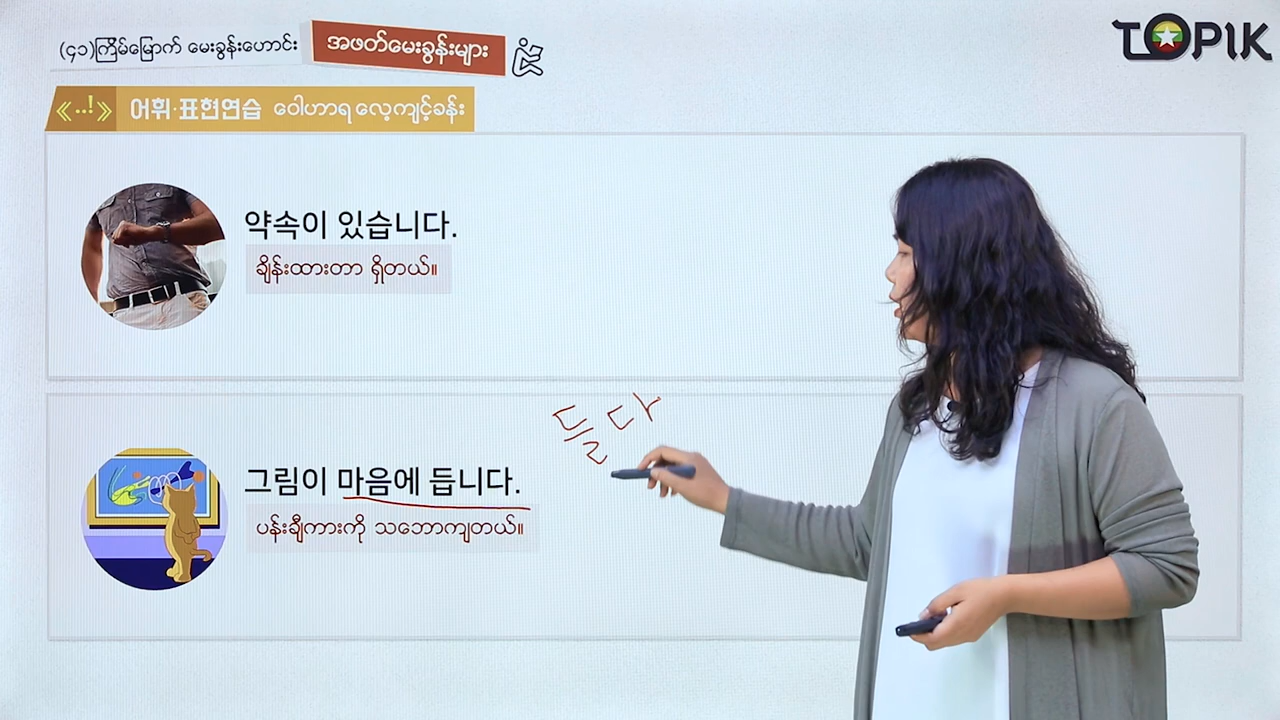 (၄၁)ကြိမ်မြောက် မေးခွန်းဟောင်း အဖတ်မေးခွန်းများ
TOPIK
《..!》 어휘·표현연습 ဝေါဟာရ လေ့ကျင့်ခန်း
약속이 있습니다.
ချိန်းထားတာ ရှိတယ်။
들다
그림이 마음에 듭니다.
ပန်းချီကားကို သဘောကျတယ်။